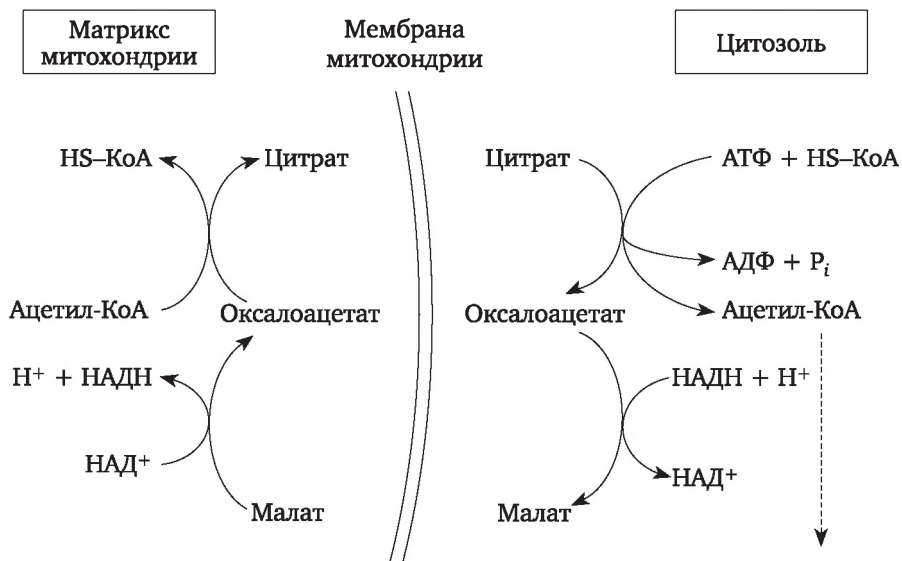 Матрикс
митохондрии
Мембрана
митохондрии
Цитозоль
HS–КоА
Цитрат
Цитрат
АТФ + HS–КоА
АДФ + Pi
Ацетил-КоА
Оксалоацетат
Оксалоацетат
Ацетил-КоА
H⁺ + НАДН
НАДН + H⁺
НАД⁺
НАД⁺
Малат
Малат